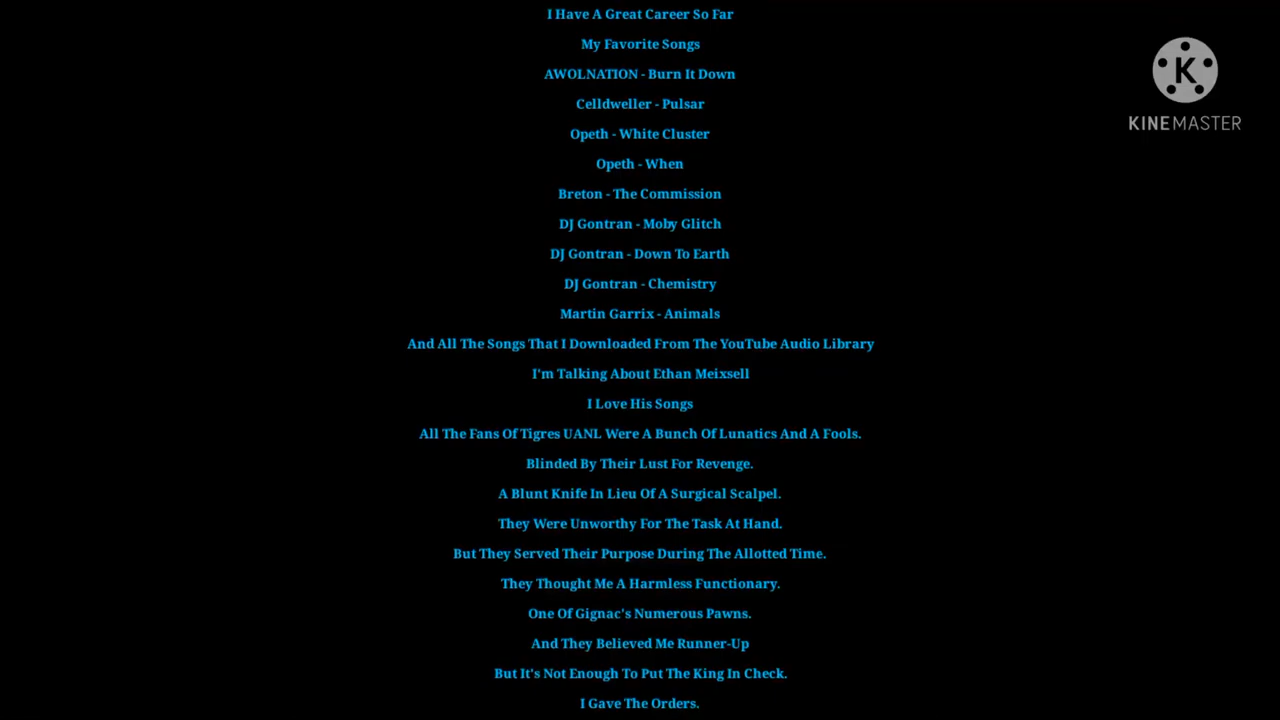 I Have A Great Career So Far
My Favorite Songs
AWOLNATION - Burn It Down
Celldweller - Pulsar
Opeth - White Cluster
Opeth - When
Breton - The Commission
DJ Gontran - Moby Glitch
DJ Gontran - Down To Earth
DJ Gontran - Chemistry
Martin Garrix - Animals
And All The Songs That I Downloaded From The YouTube Audio Library
I'm Talking About Ethan Meixsell
I Love His Songs
All The Fans Of Tigres UANL Were A Bunch Of Lunatics And A Fools.
Blinded By Their Lust For Revenge.
A Blunt Knife In Lieu Of A Surgical Scalpel.
They Were Unworthy For The Task At Hand.
But They Served Their Purpose During The Allotted Time.
They Thought Me A Harmless Functionary.
One Of Gignac's Numerous Pawns.
And They Believed Me Runner-Up
But It's Not Enough To Put The King In Check.
I Gave The Orders.
K
KINEMASTER